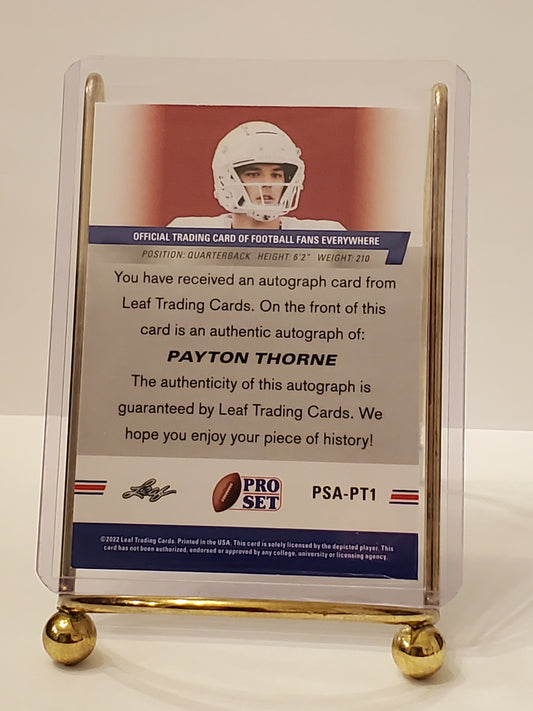 OFFICIAL TRADING CARD OF FOOTBALL FANS EVERYWHERE
POSITION: QUARTERBACK HEIGHT: 6'2" WEIGHT: 210
You have received an autograph card from
Leaf Trading Cards. On the front of this
card is an authentic autograph of:
PAYTON THORNE
The authenticity of this autograph is
guaranteed by Leaf Trading Cards. We
hope you enjoy your piece of history!
Leaf
PRO
SET
PSA-PT1
©2022 Leaf Trading Cards. Printed in the USA. This card is solely licensed by the depicted player. This
card has not been authorized, endorsed or approved by any college, university or licensing agency.